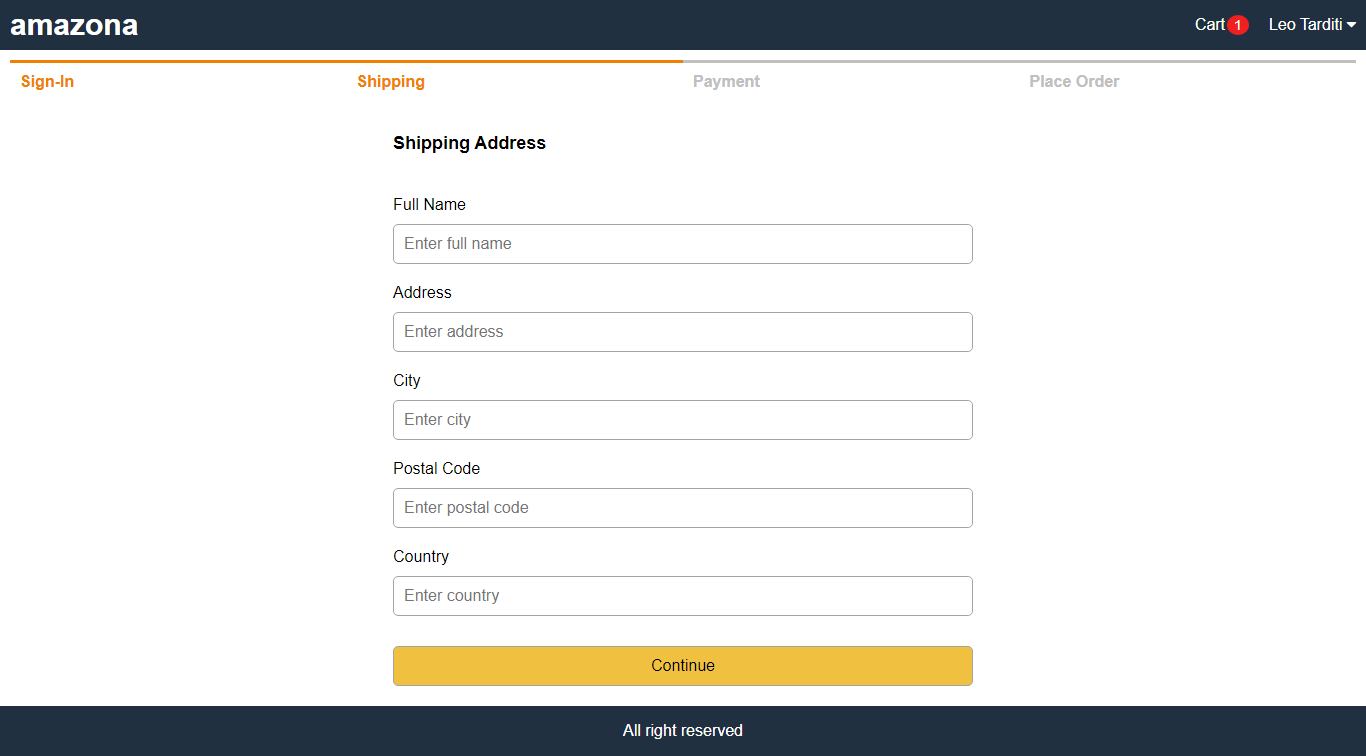 amazona
Cart 1 Leo Tarditi
Sign-In Shipping Payment Place Order
Shipping Address
Full Name
Enter full name
Address
Enter address
City
Enter city
Postal Code
Enter postal code
Country
Enter country
Continue
All right reserved